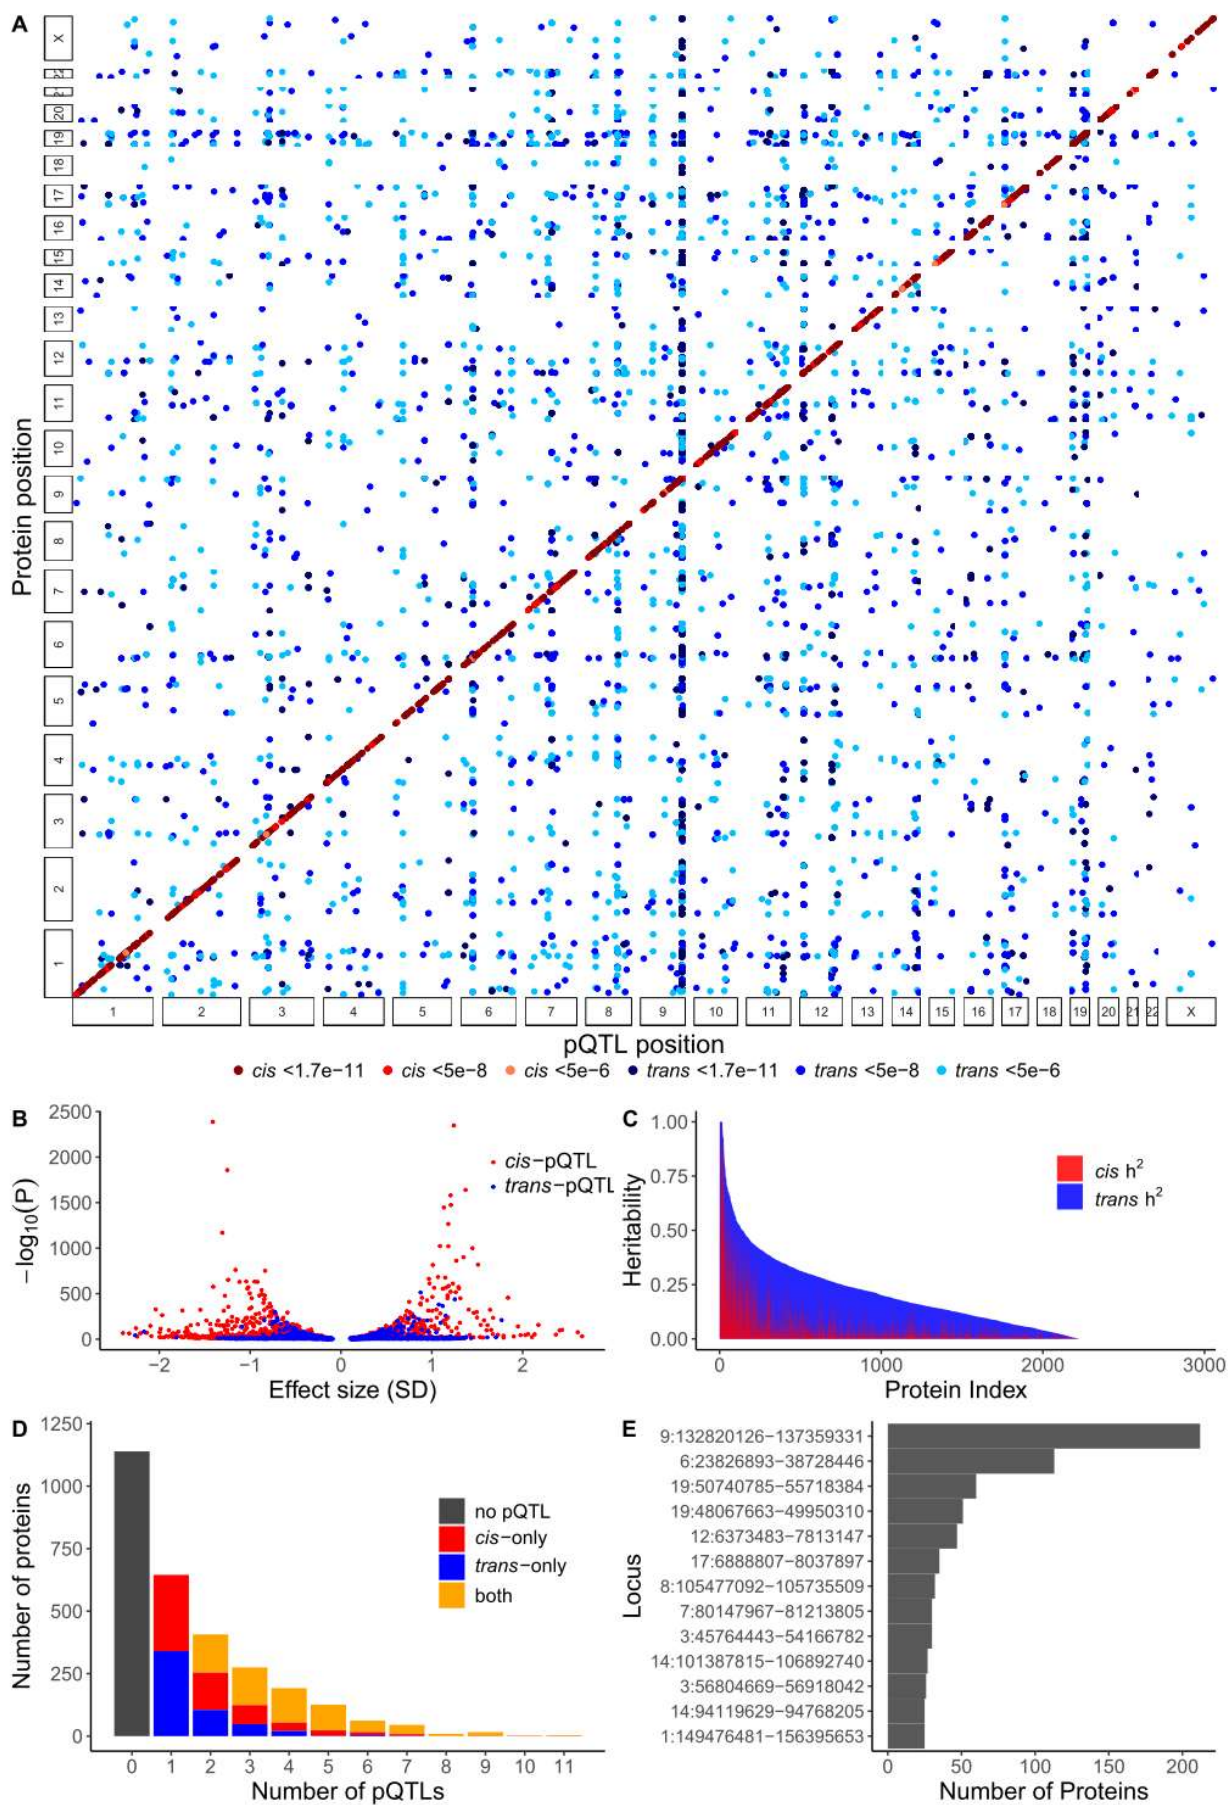 A
X
22
21
20
19
18
17
16
15
14
13
12
11
10
9
8
7
6
5
4
3
2
1
Protein position
1 2 3 4 5 6 7 8 9 10 11 12 13 14 15 16 17 18 19 20 21 22 X
pQTL position
cis <1.7e−11 cis <5e−8 cis <5e−6 trans <1.7e−11 trans <5e−8 trans <5e−6
B
−log10(P)
2500
2000
1500
1000
500
0
−2 −1 0 1 2
Effect size (SD)
cis−pQTL
trans−pQTL
C
Heritability
1.00
0.75
0.50
0.25
0.00
0 1000 2000 3000
Protein Index
cis h²
trans h²
D
Number of proteins
1250
1000
750
500
250
0
0 1 2 3 4 5 6 7 8 9 10 11
Number of pQTLs
no pQTL
cis−only
trans−only
both
E
Locus
9:132820126−137359331
6:23826893−38728446
19:50740785−55718384
19:48067663−49950310
12:6373483−7813147
17:6888807−8037897
8:105477092−105735509
7:80147967−81213805
3:45764443−54166782
14:101387815−106892740
3:56804669−56918042
14:94119629−94768205
1:149476481−156395653
0 50 100 150 200
Number of Proteins